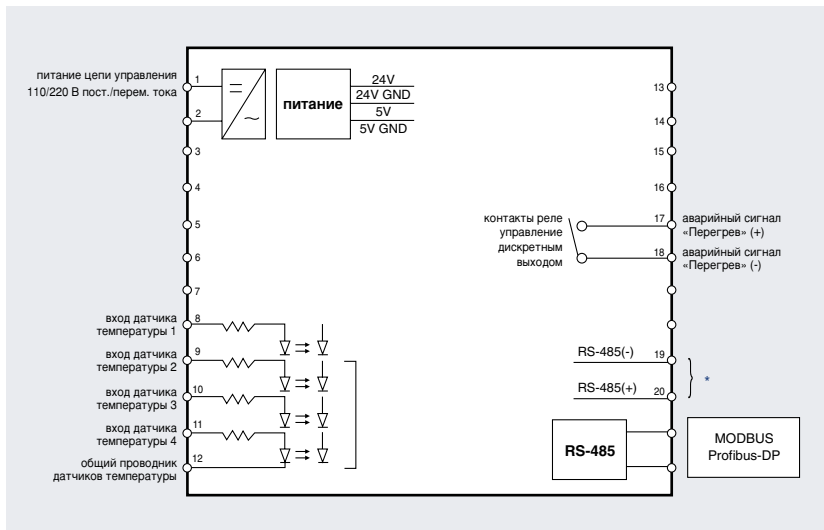 питание цепи управления
110/220 В пост./перем. тока
1
2
3
4
5
6
7
питание
24V
24V GND
5V
5V GND
13
14
15
16
контакты реле
управление
дискретным
выходом
17
18
аварийный сигнал
«Перегрев» (+)
аварийный сигнал
«Перегрев» (-)
вход датчика
температуры 1
8
вход датчика
температуры 2
9
вход датчика
температуры 3
10
вход датчика
температуры 4
11
общий проводник
датчиков температуры
12
RS-485(-)
19
RS-485(+)
20
*
RS-485
MODBUS
Profibus-DP